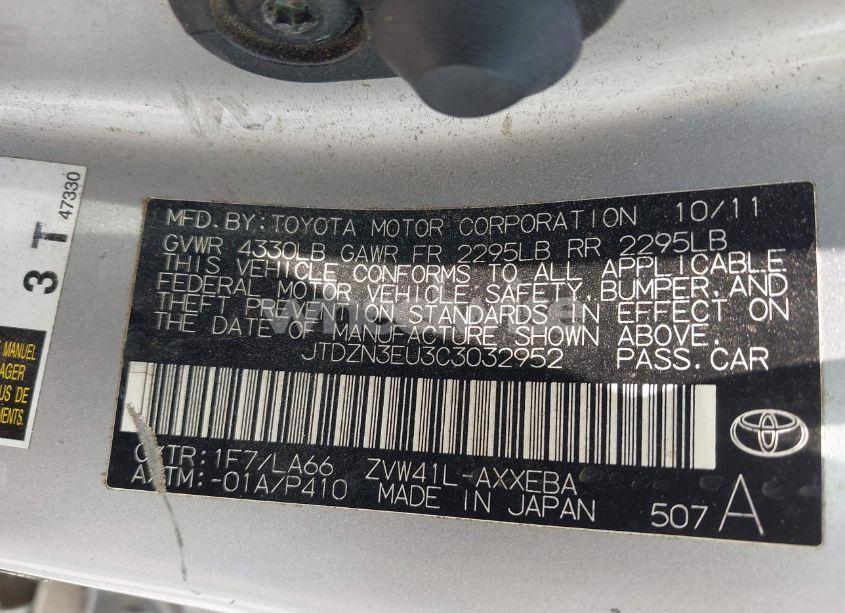 MFD.BY:TOYOTA MOTOR CORPORATION 10/11
GVWR 4330LB GAWR FR 2295LB RR 2295LB
THIS VEHICLE CONFORMS TO ALL APPLICABLE
FEDERAL MOTOR VEHICLE SAFETY,BUMPER,AND
THEFT PREVENTION STANDARDS IN EFFECT ON
THE DATE OF MANUFACTURE SHOWN ABOVE.
JTDZN3EU3C3032952 PASS.CAR
C/TR:1F7/LA66 ZVW41L-AXXEBA
A/TM:-01A/P410 MADE IN JAPAN 507 A
3 T 47330
MANUEL